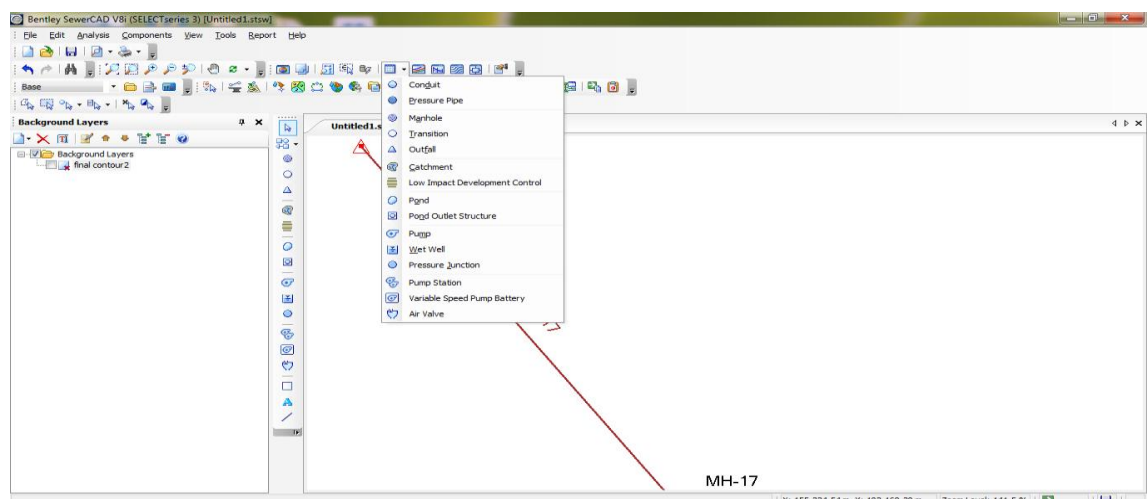 Bentley SewerCAD V8i (SELECTseries 3) [Untitled1.stsw]
File Edit Analysis Components View Tools Report Help
Base
Background Layers
Untitled1.s
Background Layers
final contour2
Conduit
Pressure Pipe
Manhole
Transition
Outfall
Catchment
Low Impact Development Control
Pond
Pond Outlet Structure
Pump
Wet Well
Pressure Junction
Pump Station
Variable Speed Pump Battery
Air Valve
17
MH-17